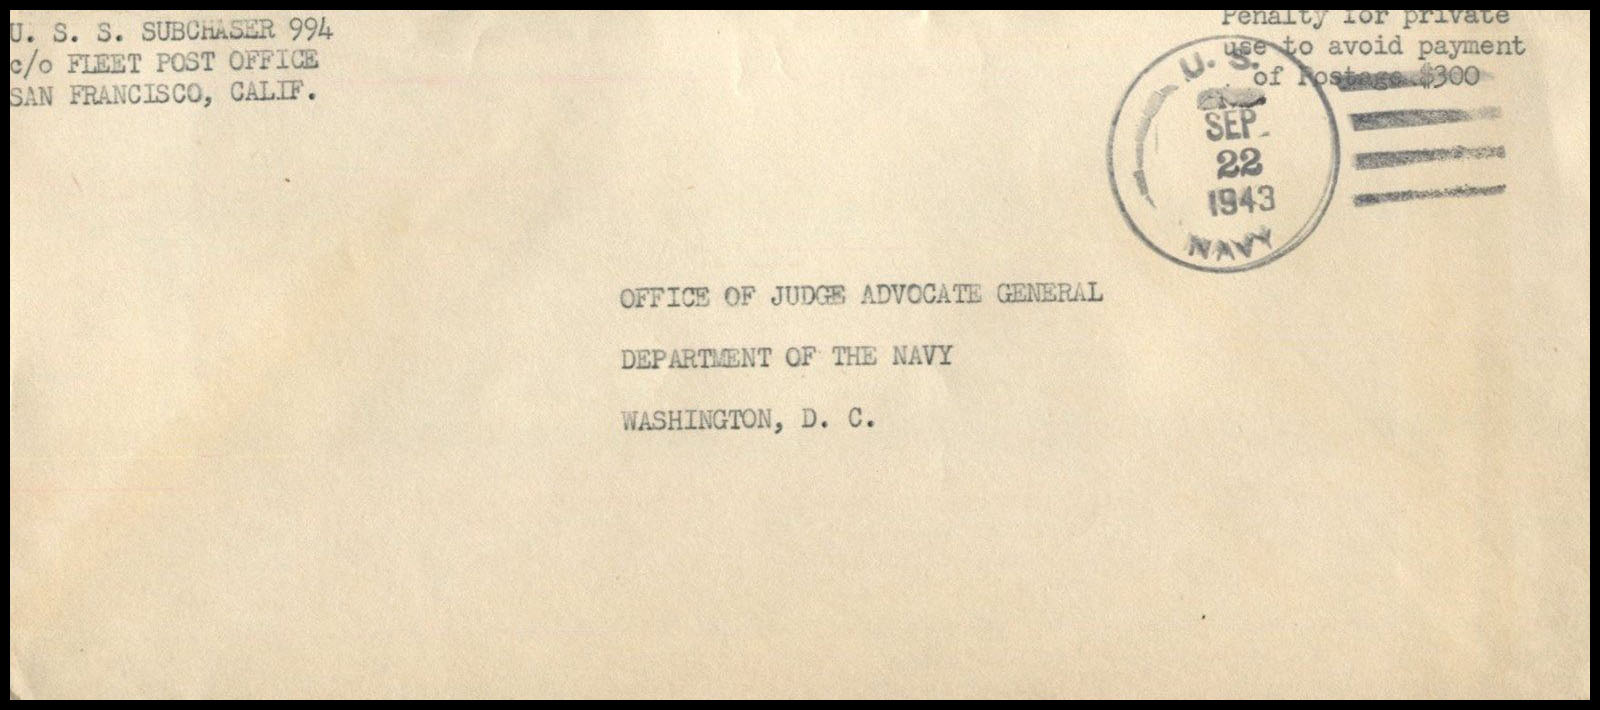 U. S. S. SUBCHASER 994
c/o FLEET POST OFFICE
SAN FRANCISCO, CALIF.
Penalty for private
use to avoid payment
of Postage $300
U. S.
SEP
22
1943
NAVY
OFFICE OF JUDGE ADVOCATE GENERAL
DEPARTMENT OF THE NAVY
WASHINGTON, D. C.